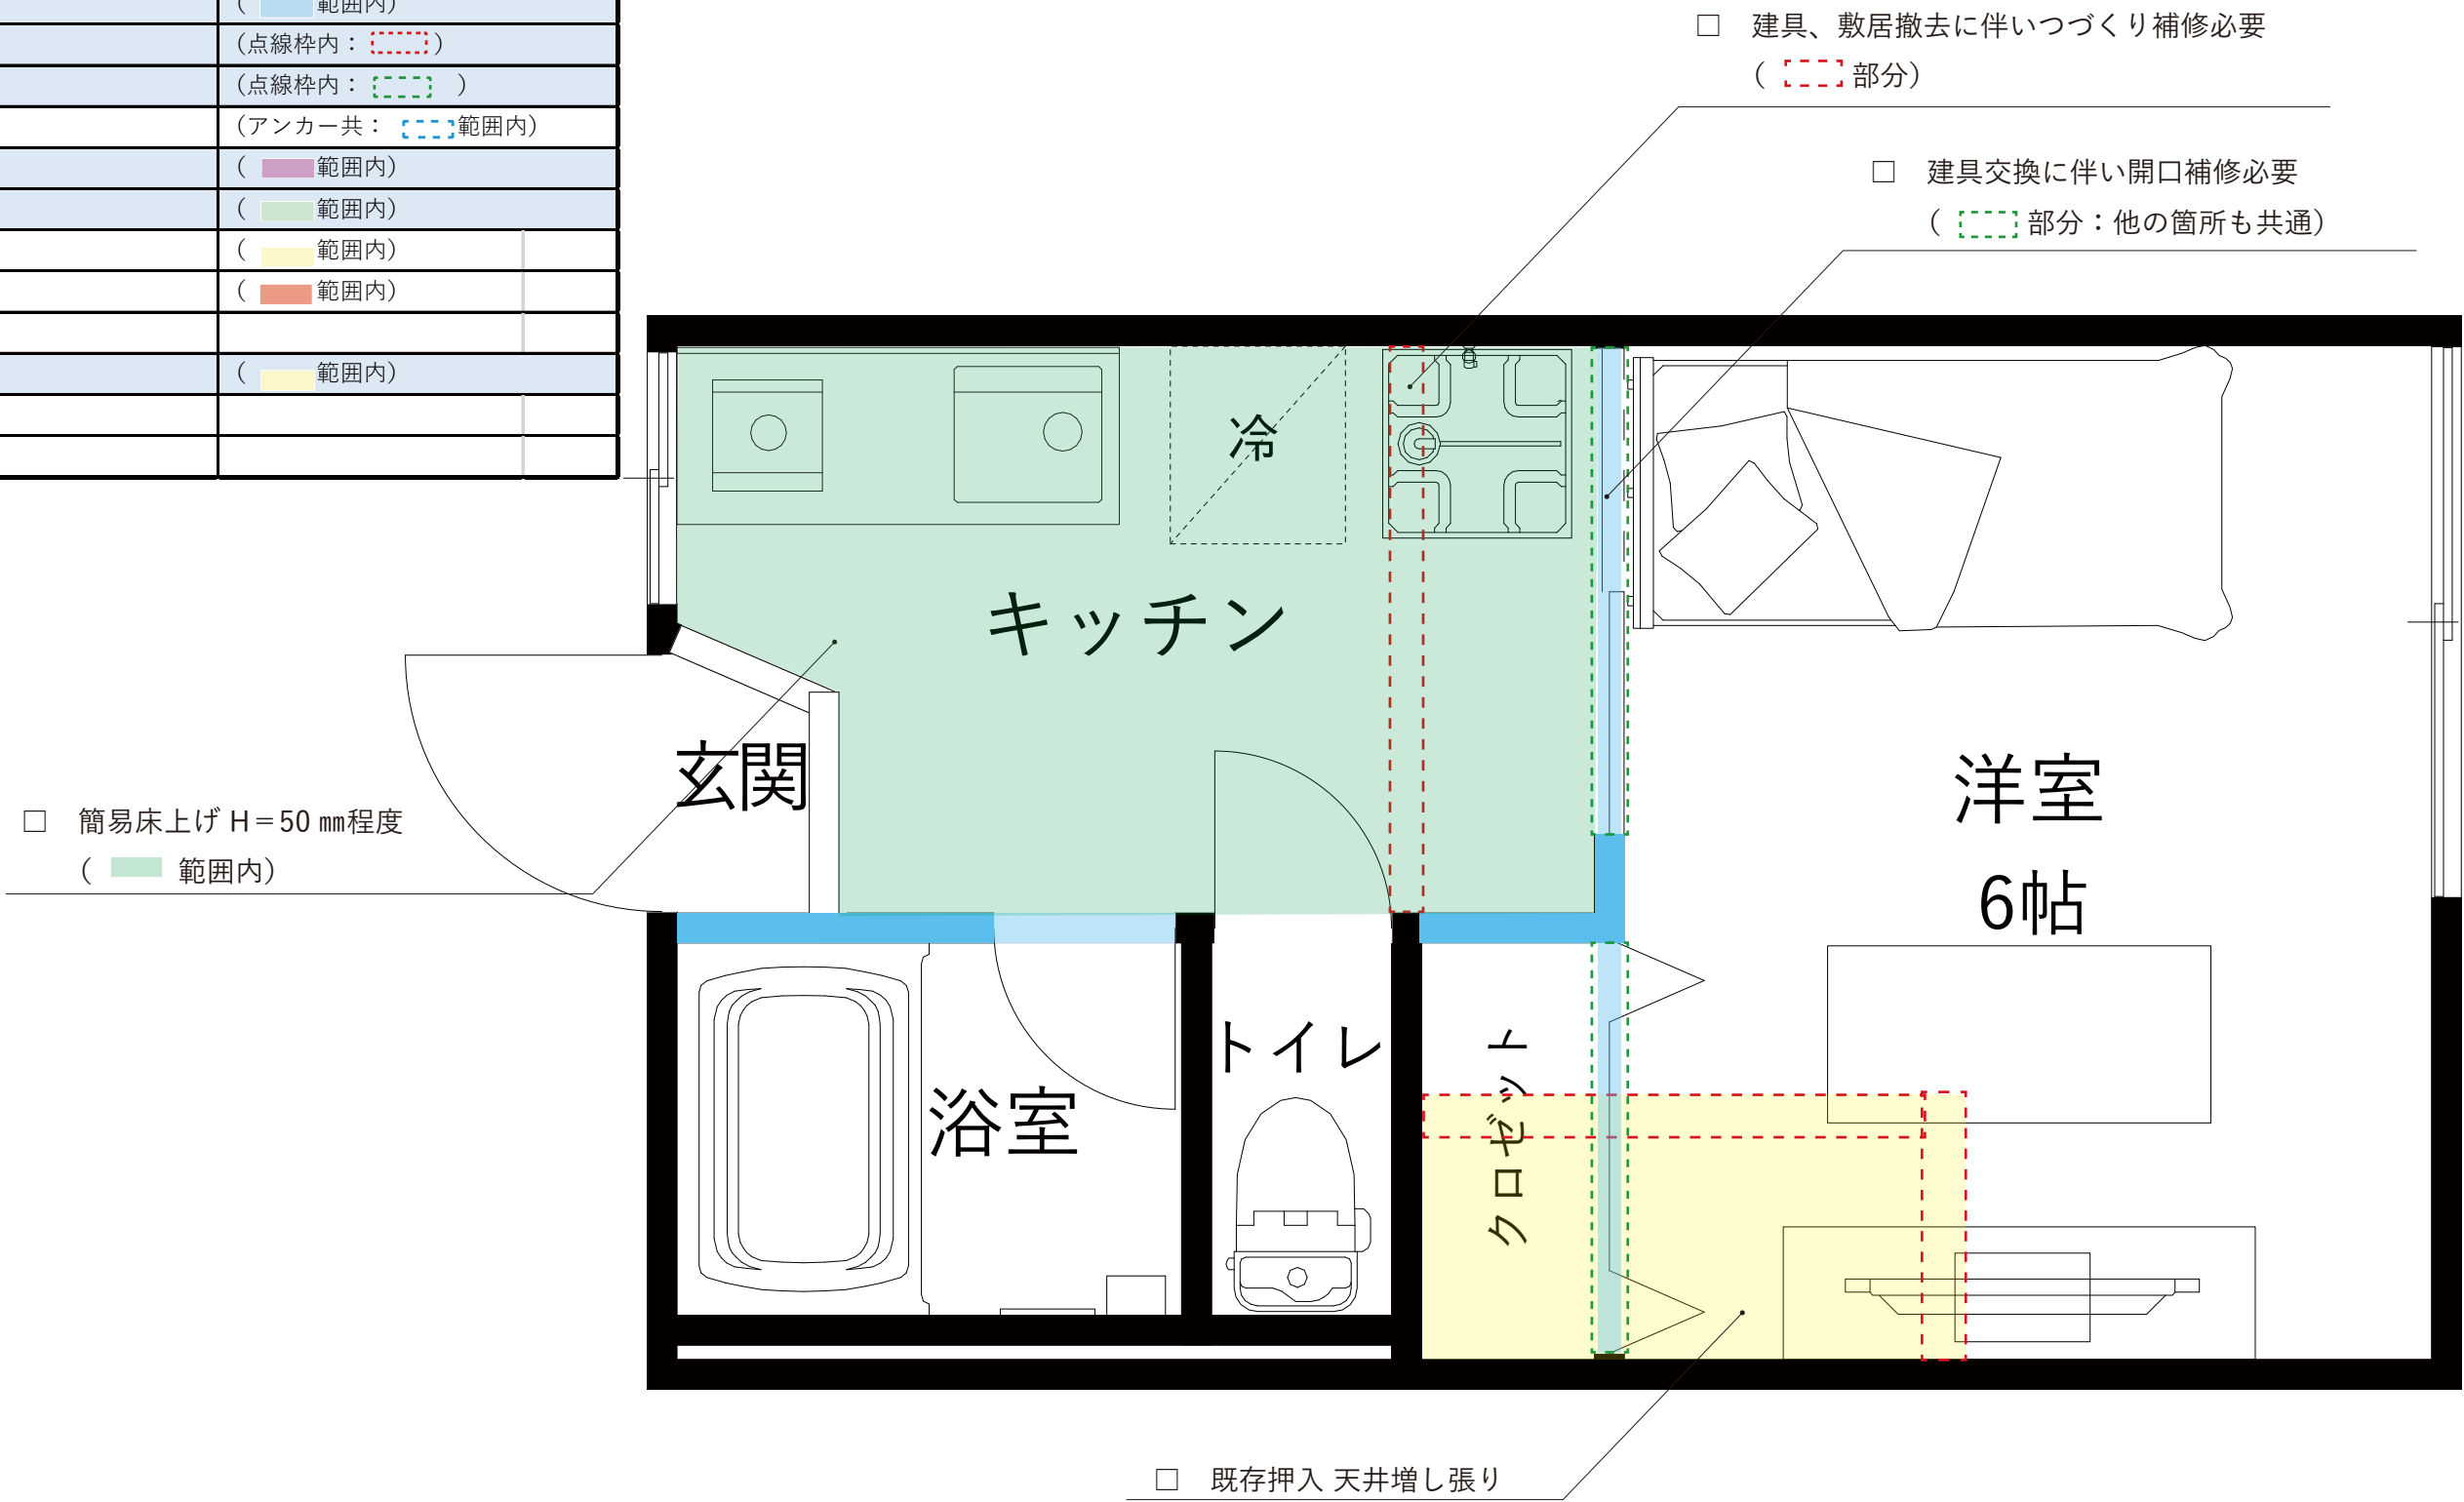 ( 範囲内)
(点線枠内： )
(点線枠内： )
(アンカー共： 範囲内)
( 範囲内)
( 範囲内)
( 範囲内)
( 範囲内)
( 範囲内)
□ 建具、敷居撤去に伴いつづくり補修必要
( 部分)
□ 建具交換に伴い開口補修必要
( 部分：他の箇所も共通)
冷
キッチン
玄関
□ 簡易床上げ H＝50 ㎜程度
( 範囲内)
洋室
6帖
トイレ
浴室
クロゼット
□ 既存押入 天井増し張り